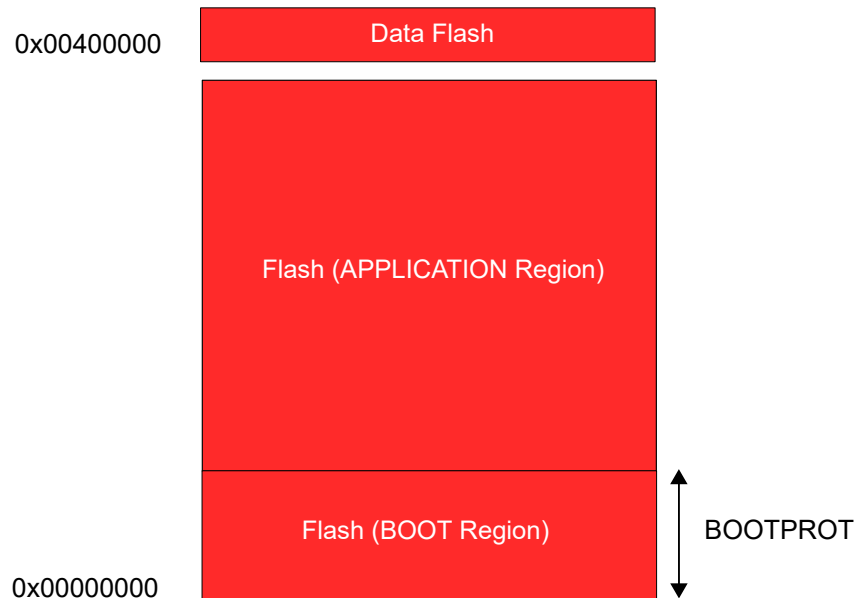 Data Flash
0x00400000
Flash (APPLICATION Region)
Flash (BOOT Region)
BOOTPROT
0x00000000